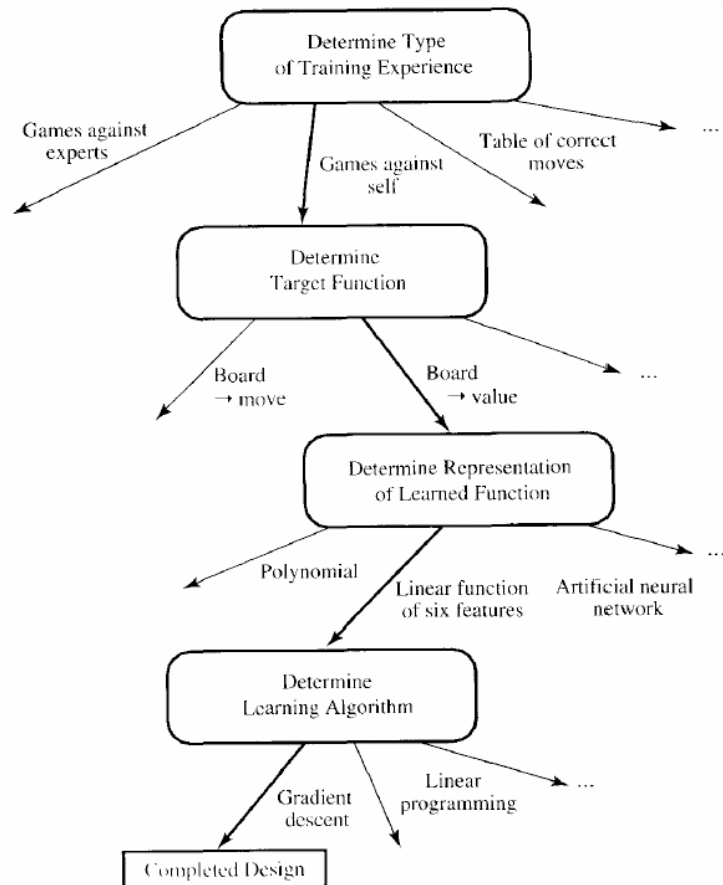 Determine Type
of Training Experience
Games against
experts
Games against
self
Table of correct
moves
...
Determine
Target Function
Board
→ move
Board
→ value
...
Determine Representation
of Learned Function
Polynomial
Linear function
of six features
Artificial neural
network
...
Determine
Learning Algorithm
Gradient
descent
Linear
programming
...
Completed Design